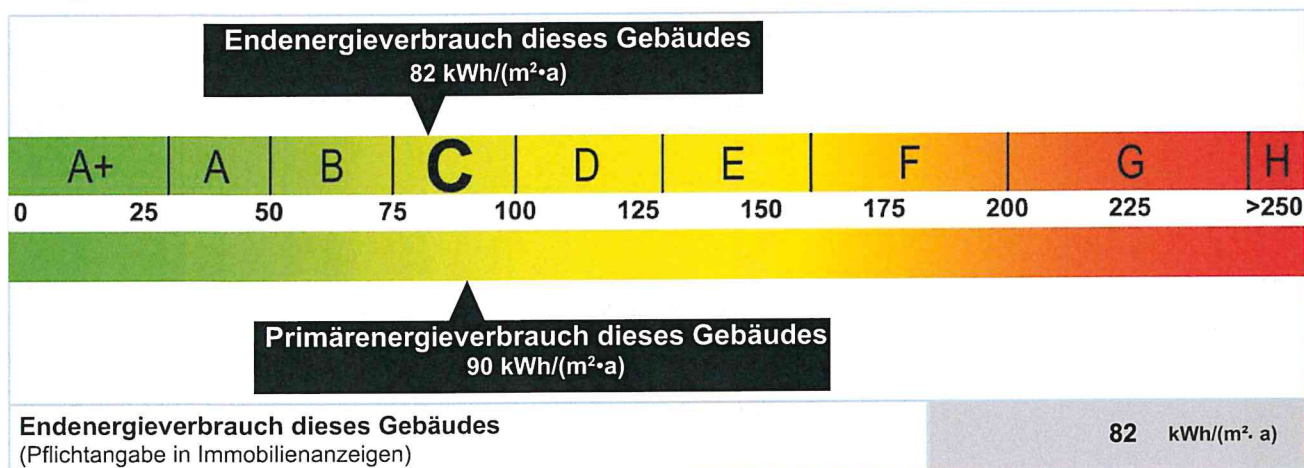 Endenergieverbrauch dieses Gebäudes
82 kWh/(m²•a)
A+ A B C D E F G H
0 25 50 75 100 125 150 175 200 225 >250
Primärenergieverbrauch dieses Gebäudes
90 kWh/(m²•a)
Endenergieverbrauch dieses Gebäudes
(Pflichtangabe in Immobilienanzeigen)
82 kWh/(m²· a)